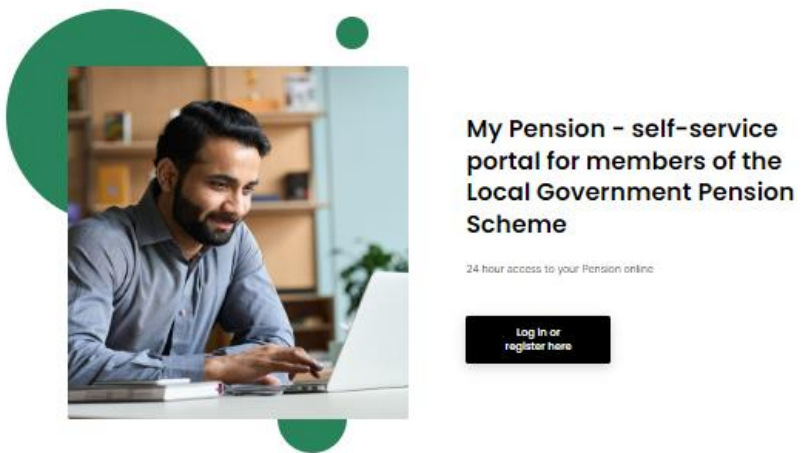 My Pension - self-service
portal for members of the
Local Government Pension
Scheme
24 hour access to your Pension online
Log in or
register here